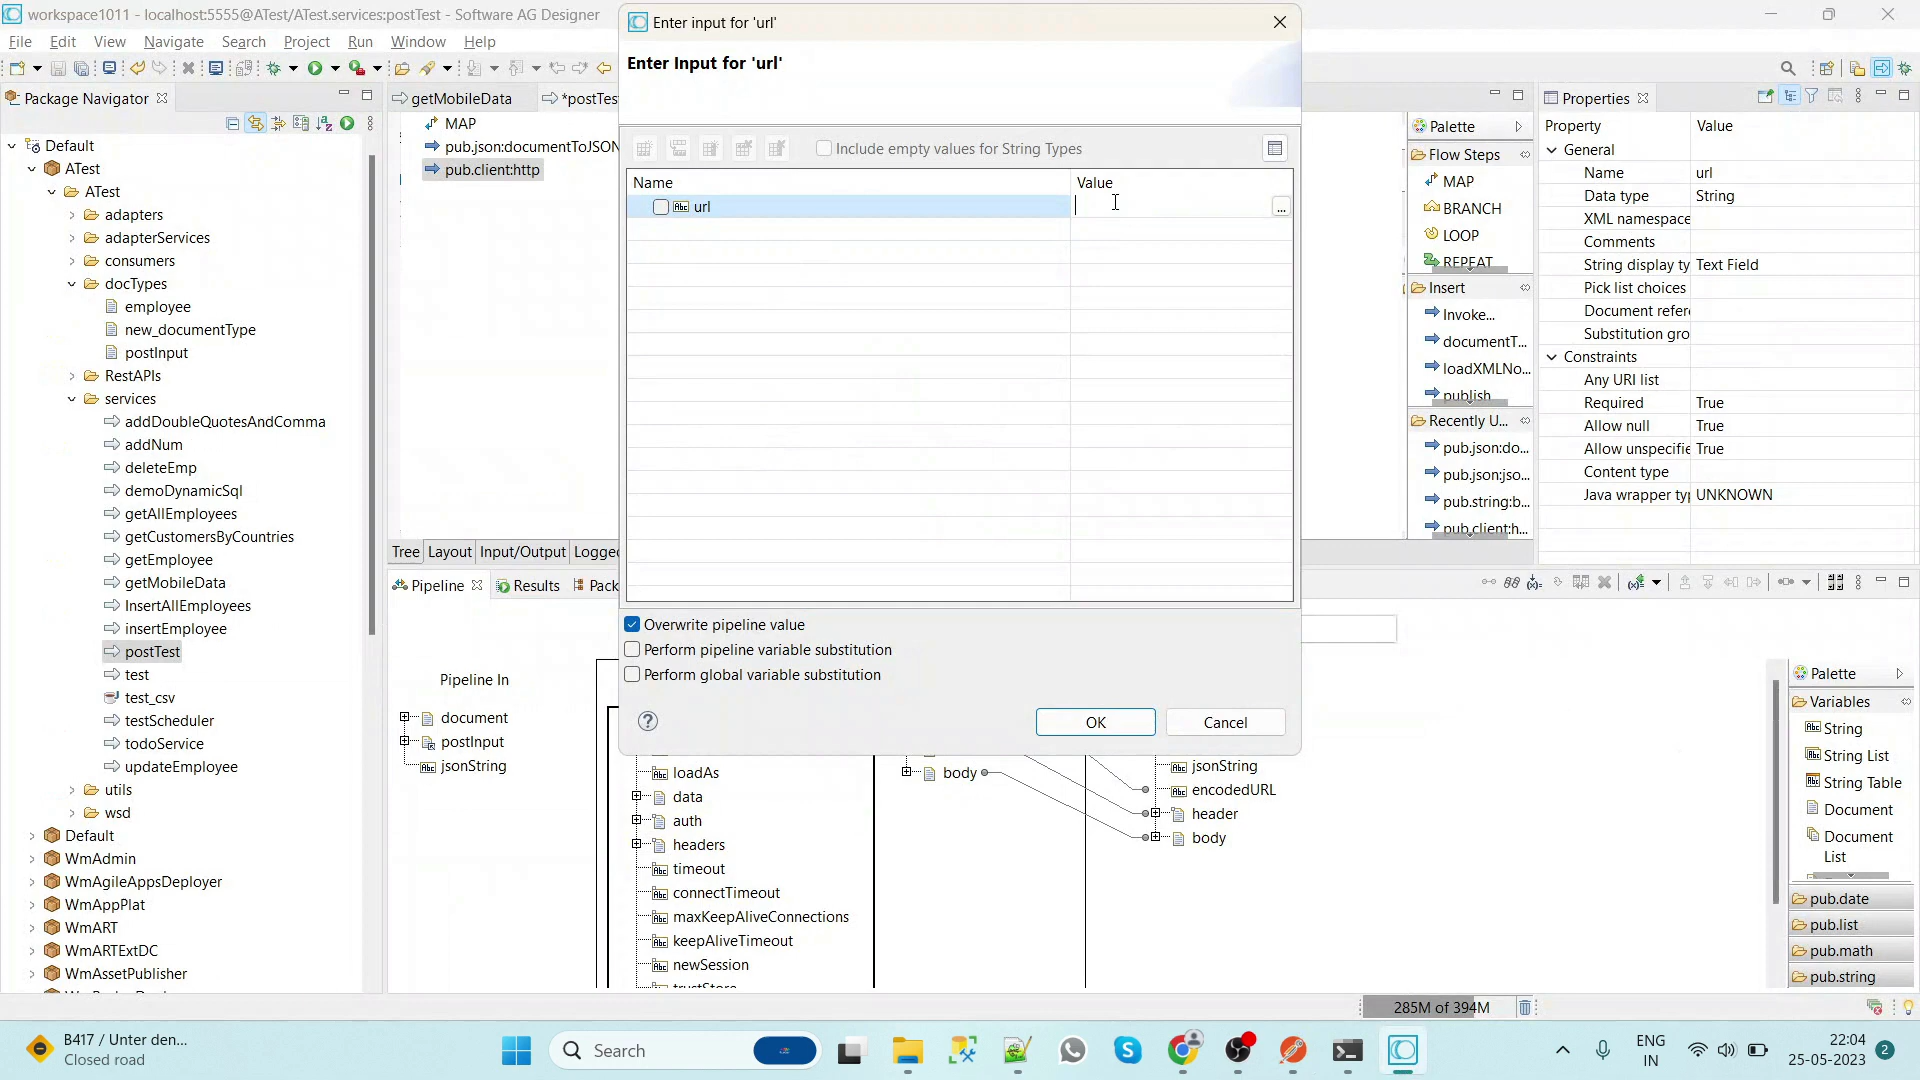 workspace1011 - localhost:5555@ATest/ATest.services:postTest - Software AG Designer
File Edit View Navigate Search Project Run Window Help
Package Navigator
Default
ATest
ATest
adapters
adapterServices
consumers
docTypes
employee
new_documentType
postInput
RestAPIs
services
addDoubleQuotesAndComma
addNum
deleteEmp
demoDynamicSql
getAllEmployees
getCustomersByCountries
getEmployee
getMobileData
InsertAllEmployees
insertEmployee
postTest
test
test_csv
testScheduler
todoService
updateEmployee
utils
wsd
Default
WmAdmin
WmAgileAppsDeployer
WmAppPlat
WmART
WmARTExtDC
WmAssetPublisher
getMobileData *postTes
MAP
pub.json:documentToJSON
pub.client:http
Tree Layout Input/Output Logge
Pipeline Results Pack
Pipeline In
document
postInput
jsonString
loadAs
data
auth
headers
timeout
connectTimeout
maxKeepAliveConnections
keepAliveTimeout
newSession
trustStore
body
jsonString
encodedURL
header
body
Enter input for 'url'
Enter Input for 'url'
Include empty values for String Types
Name Value
Abc url
...
Overwrite pipeline value
Perform pipeline variable substitution
Perform global variable substitution
?
OK Cancel
Palette
Flow Steps
MAP
BRANCH
LOOP
REPEAT
Insert
Invoke...
documentT...
loadXMLNo...
publish
Recently U...
pub.json:do...
pub.json:jso...
pub.string:b...
pub.client:h...
Properties
Property Value
General
Name url
Data type String
XML namespace
Comments
String display ty Text Field
Pick list choices
Document refere
Substitution gro
Constraints
Any URI list
Required True
Allow null True
Allow unspecifie True
Content type
Java wrapper typ UNKNOWN
Palette
Variables
String
String List
String Table
Document
Document
List
pub.date
pub.list
pub.math
pub.string
285M of 394M
B417 / Unter den...
Closed road
Search
ENG
IN
22:04
25-05-2023
2